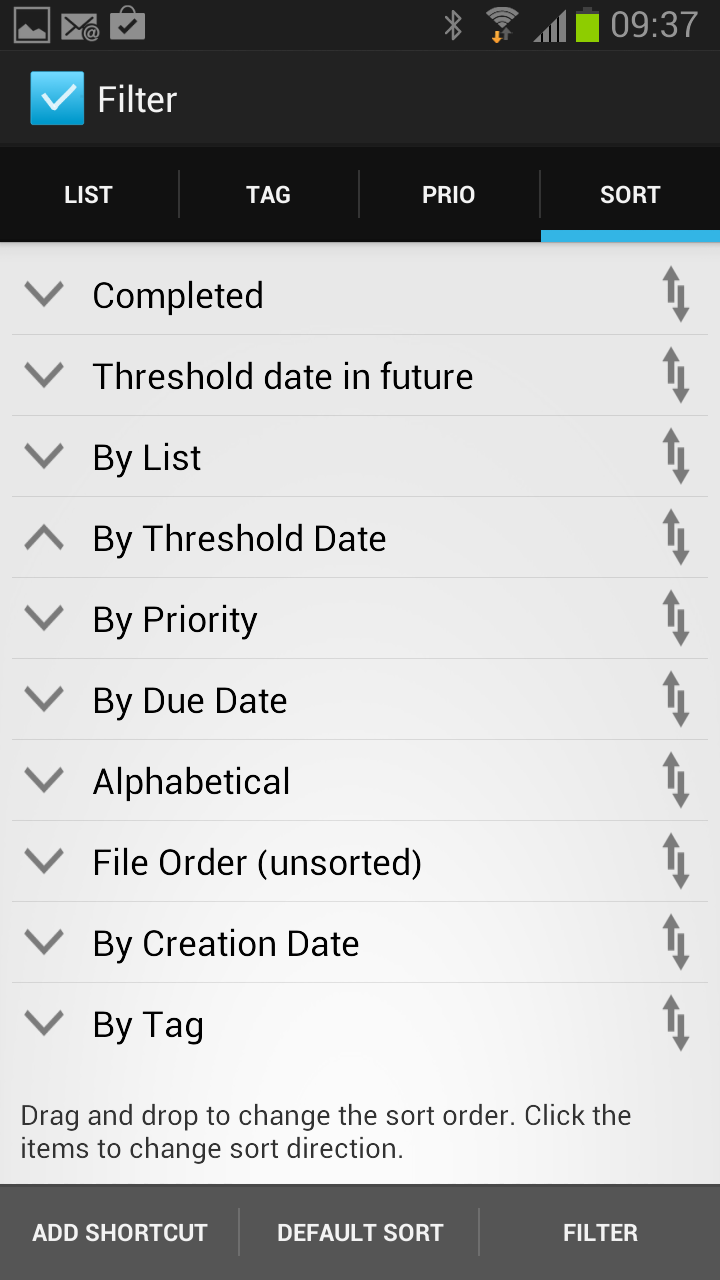 09:37
Filter
LIST TAG PRIO SORT
Completed
Threshold date in future
By List
By Threshold Date
By Priority
By Due Date
Alphabetical
File Order (unsorted)
By Creation Date
By Tag
Drag and drop to change the sort order. Click the
items to change sort direction.
ADD SHORTCUT DEFAULT SORT FILTER